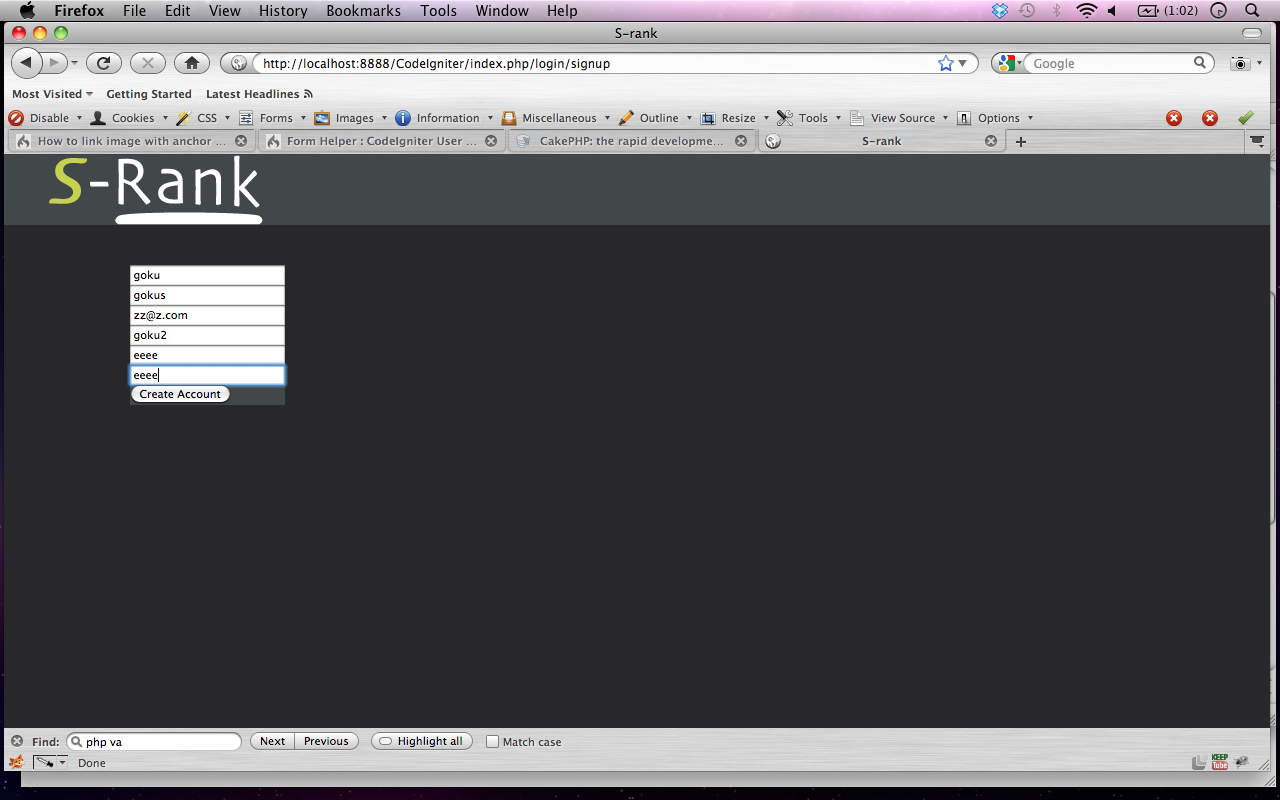 Firefox File Edit View History Bookmarks Tools Window Help (1:02)
S-rank
http://localhost:8888/CodeIgniter/index.php/login/signup Google
Most Visited Getting Started Latest Headlines
Disable Cookies CSS Forms Images Information Miscellaneous Outline Resize Tools View Source Options
How to link image with anchor ... Form Helper : CodeIgniter User ... CakePHP: the rapid developme... S-rank
S-Rank
goku
gokus
zz@z.com
goku2
eeee
eeee
Create Account
Find: php va Next Previous Highlight all Match case
Done KEEP Tube